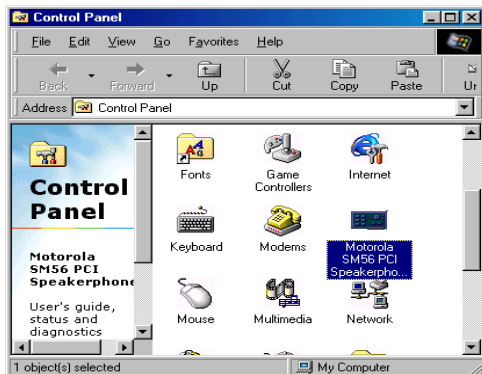 Control Panel
File Edit View Go Favorites Help
Back Forward Up Cut Copy Paste
Address Control Panel
Control
Panel
Motorola
SM56 PCI
Speakerphone
User's guide,
status and
diagnostics
Fonts
Game
Controllers
Internet
Keyboard
Modems
Motorola
SM56 PCI
Speakerpho...
Mouse
Multimedia
Network
1 object(s) selected
My Computer